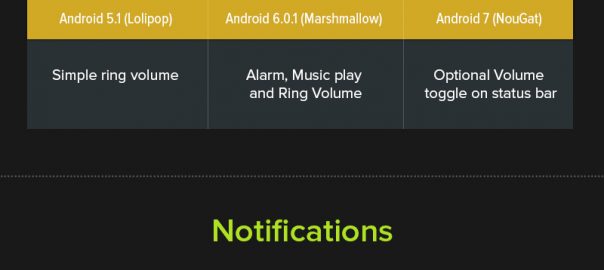 Android 5.1 (Lolipop)
Android 6.0.1 (Marshmallow)
Android 7 (NouGat)
Simple ring volume
Alarm, Music play
and Ring Volume
Optional Volume
toggle on status bar
Notifications